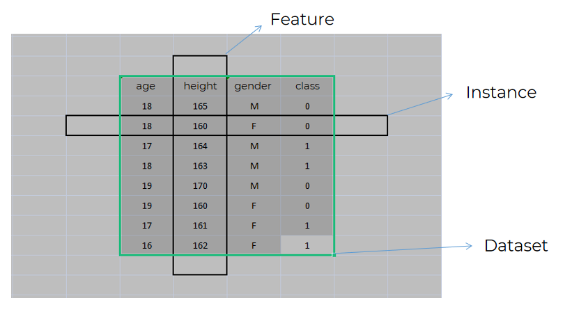 Feature
age height gender class
18 165 M 0
Instance
18 160 F 0
17 164 M 1
18 163 M 1
19 170 M 0
19 160 F 0
17 161 F 1
16 162 F 1
Dataset